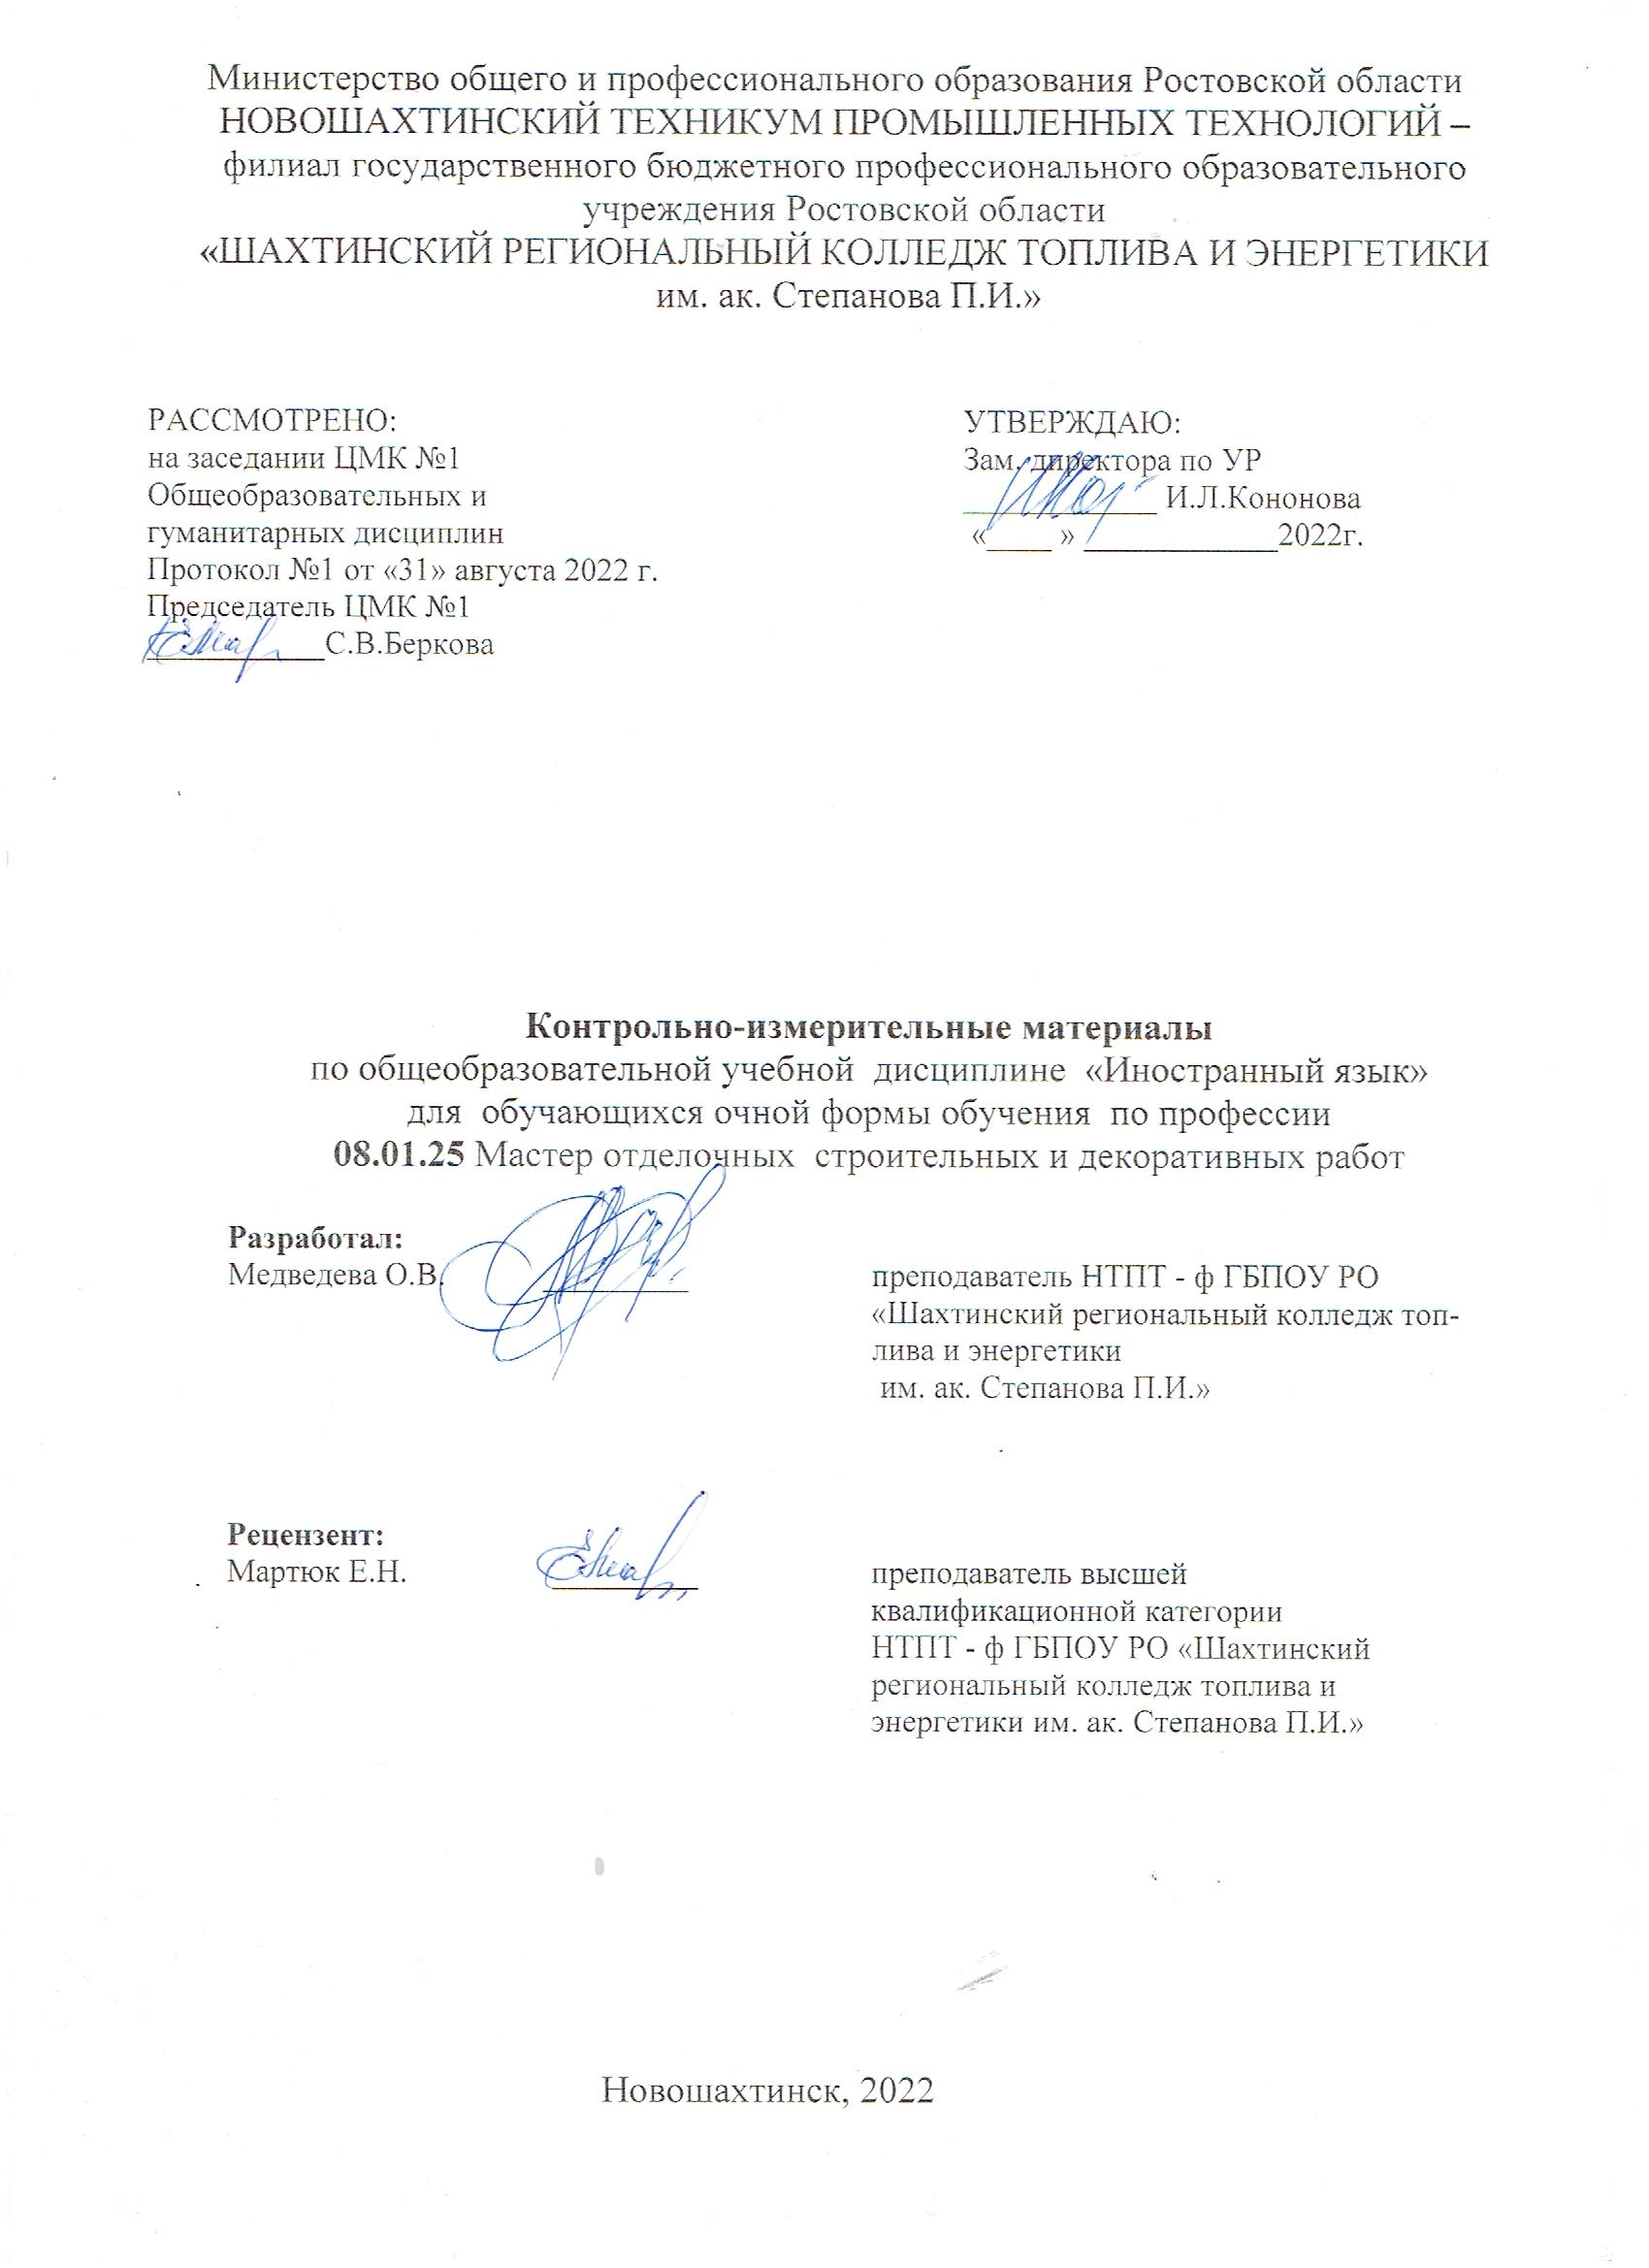 Министерство общего и профессионального образования Ростовской области
НОВОШАХТИНСКИЙ ТЕХНИКУМ ПРОМЫШЛЕННЫХ ТЕХНОЛОГИЙ –
филиал государственного бюджетного профессионального образовательного
учреждения Ростовской области
«ШАХТИНСКИЙ РЕГИОНАЛЬНЫЙ КОЛЛЕДЖ ТОПЛИВА И ЭНЕРГЕТИКИ
им. ак. Степанова П.И.»
РАССМОТРЕНО:
на заседании ЦМК №1
Общеобразовательных и
гуманитарных дисциплин
Протокол №1 от «31» августа 2022 г.
Председатель ЦМК №1
___________С.В.Беркова
УТВЕРЖДАЮ:
Зам. директора по УР
____________ И.Л.Кононова
«____ » ____________2022г.
Контрольно-измерительные материалы
по общеобразовательной учебной дисциплине «Иностранный язык»
для обучающихся очной формы обучения по профессии
08.01.25 Мастер отделочных строительных и декоративных работ
Разработал:
Медведева О.В. _________
преподаватель НТПТ - ф ГБПОУ РО
«Шахтинский региональный колледж топ-
лива и энергетики
им. ак. Степанова П.И.»
Рецензент:
Мартюк Е.Н. _________
преподаватель высшей
квалификационной категории
НТПТ - ф ГБПОУ РО «Шахтинский
региональный колледж топлива и
энергетики им. ак. Степанова П.И.»
Новошахтинск, 2022